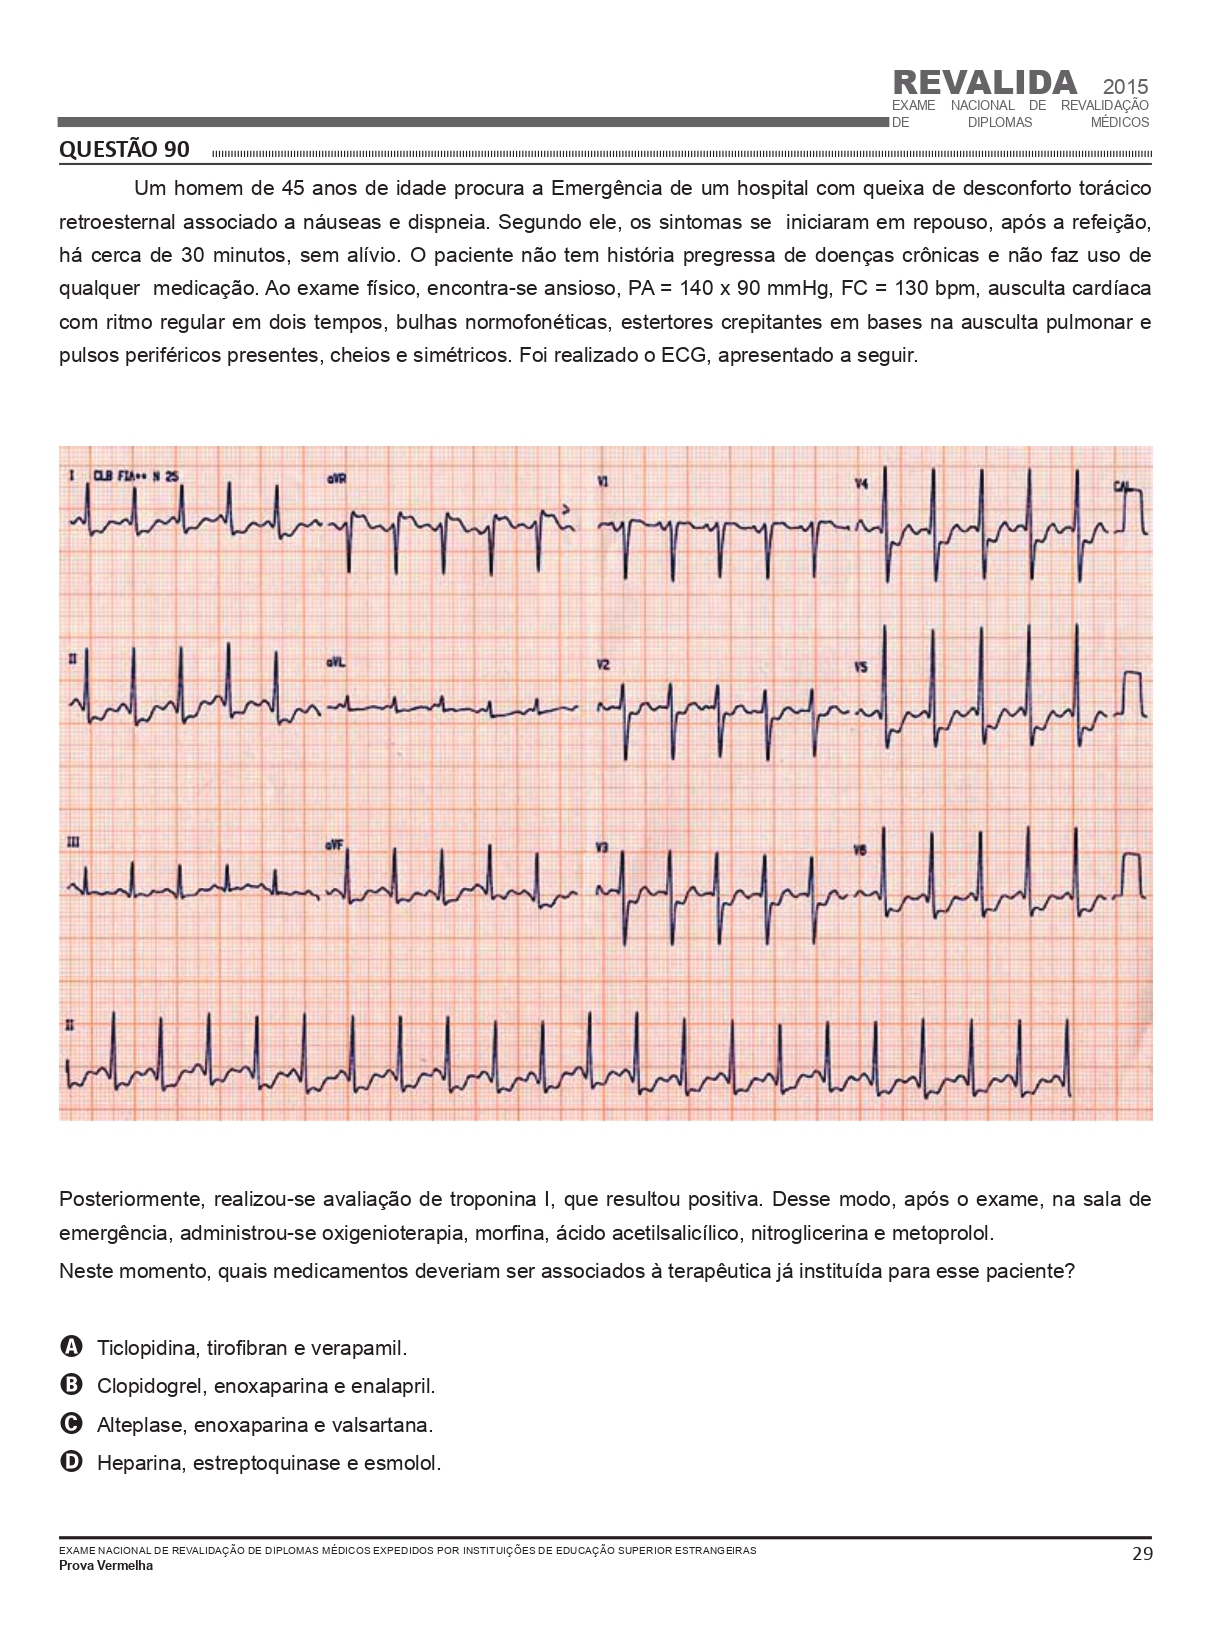 REVALIDA 2015
EXAME NACIONAL DE REVALIDAÇÃO
DE DIPLOMAS MÉDICOS
QUESTÃO 90
Um homem de 45 anos de idade procura a Emergência de um hospital com queixa de desconforto torácico
retroesternal associado a náuseas e dispneia. Segundo ele, os sintomas se iniciaram em repouso, após a refeição,
há cerca de 30 minutos, sem alívio. O paciente não tem história pregressa de doenças crônicas e não faz uso de
qualquer medicação. Ao exame físico, encontra-se ansioso, PA = 140 x 90 mmHg, FC = 130 bpm, ausculta cardíaca
com ritmo regular em dois tempos, bulhas normofonéticas, estertores crepitantes em bases na ausculta pulmonar e
pulsos periféricos presentes, cheios e simétricos. Foi realizado o ECG, apresentado a seguir.
I CLB FIA** N 25 aVR V1 V4 CAL
II aVL V2 V5
III aVF V3 V6
II
Posteriormente, realizou-se avaliação de troponina I, que resultou positiva. Desse modo, após o exame, na sala de
emergência, administrou-se oxigenioterapia, morfina, ácido acetilsalicílico, nitroglicerina e metoprolol.
Neste momento, quais medicamentos deveriam ser associados à terapêutica já instituída para esse paciente?
A Ticlopidina, tirofibran e verapamil.
B Clopidogrel, enoxaparina e enalapril.
C Alteplase, enoxaparina e valsartana.
D Heparina, estreptoquinase e esmolol.
EXAME NACIONAL DE REVALIDAÇÃO DE DIPLOMAS MÉDICOS EXPEDIDOS POR INSTITUIÇÕES DE EDUCAÇÃO SUPERIOR ESTRANGEIRAS
Prova Vermelha
29